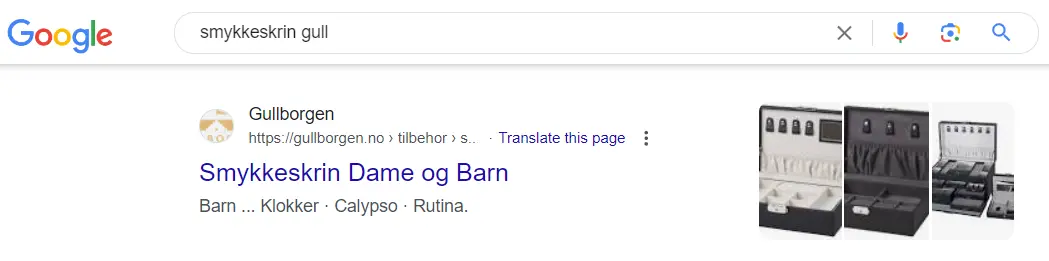 Google
smykkeskrin gull
Gullborgen
https://gullborgen.no › tilbehor › s... · Translate this page
Smykkeskrin Dame og Barn
Barn ... Klokker · Calypso · Rutina.